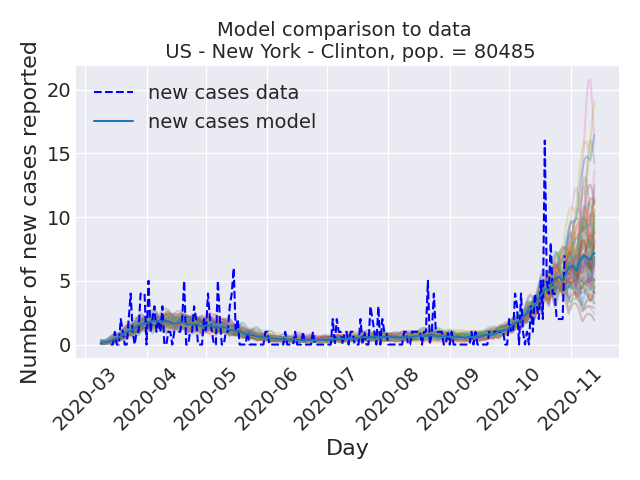 Model comparison to data
US - New York - Clinton, pop. = 80485
Number of new cases reported
20
15
10
5
0
new cases data
new cases model
2020-03
2020-04
2020-05
2020-06
2020-07
2020-08
2020-09
2020-10
2020-11
Day